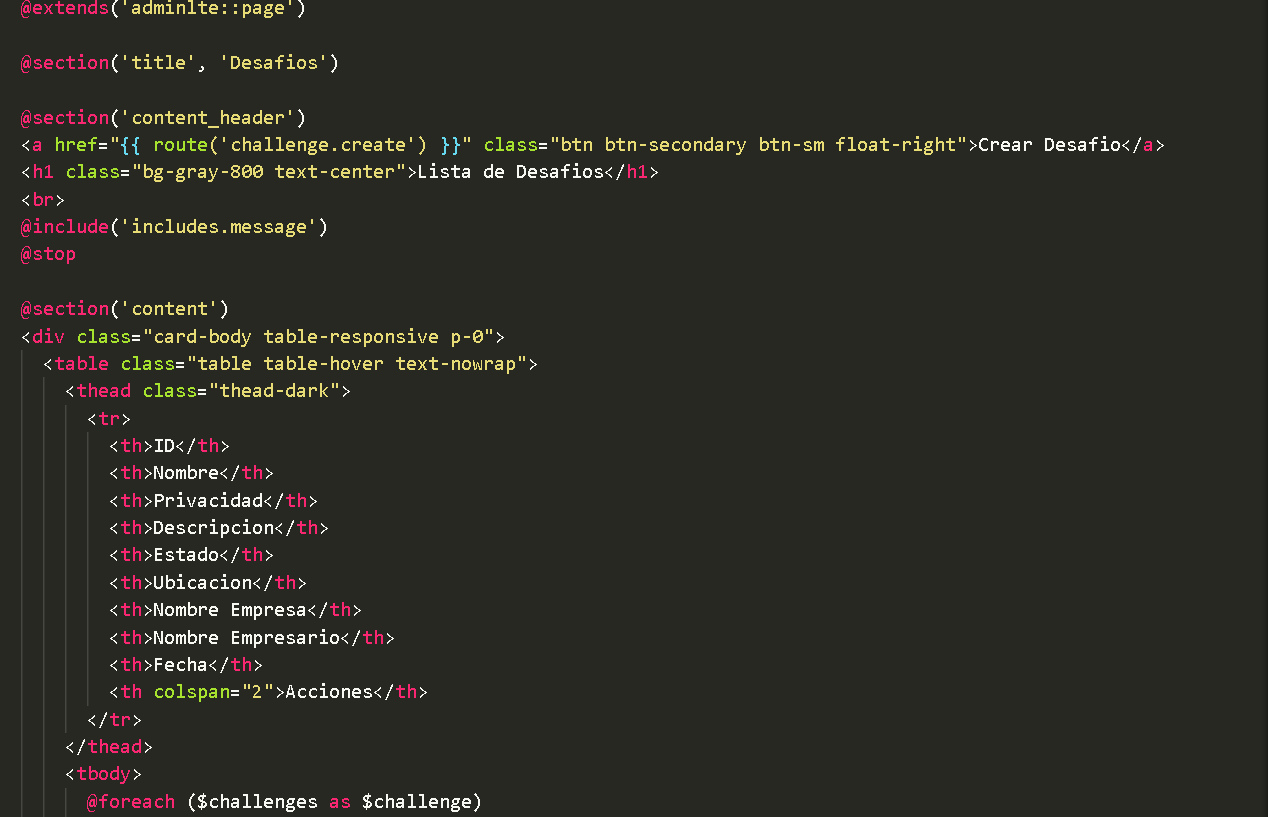 @extends('adminlte::page')
@section('title', 'Desafios')
@section('content_header')
<a href="{{ route('challenge.create') }}" class="btn btn-secondary btn-sm float-right">Crear Desafio</a>
<h1 class="bg-gray-800 text-center">Lista de Desafios</h1>
<br>
@include('includes.message')
@stop
@section('content')
<div class="card-body table-responsive p-0">
<table class="table table-hover text-nowrap">
<thead class="thead-dark">
<tr>
<th>ID</th>
<th>Nombre</th>
<th>Privacidad</th>
<th>Descripcion</th>
<th>Estado</th>
<th>Ubicacion</th>
<th>Nombre Empresa</th>
<th>Nombre Empresario</th>
<th>Fecha</th>
<th colspan="2">Acciones</th>
</tr>
</thead>
<tbody>
@foreach ($challenges as $challenge)